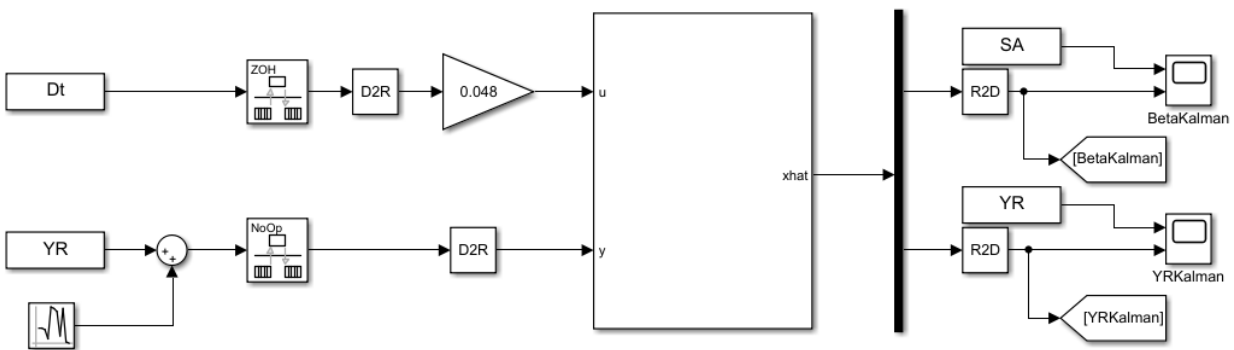 Dt
ZOH
D2R
0.048
u
YR
NoOp
D2R
y
xhat
SA
R2D
BetaKalman
[BetaKalman]
YR
R2D
YRKalman
[YRKalman]